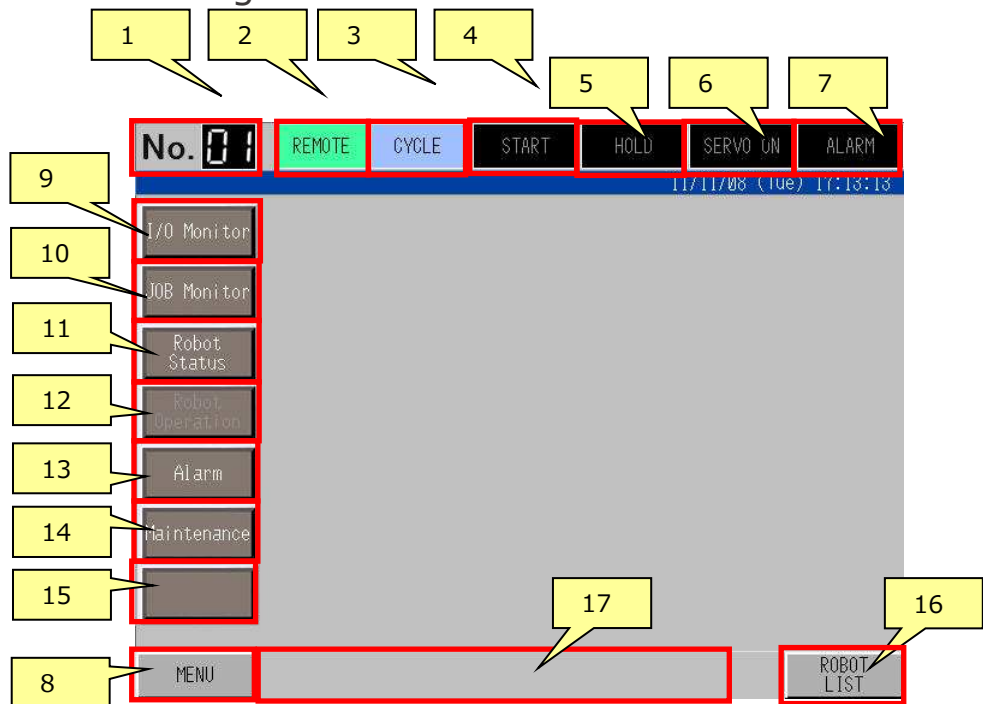 1 2 3 4
5 6 7
No. 01 REMOTE CYCLE START HOLD SERVO ON ALARM
11/11/08 (Tue) 17:13:13
9
I/O Monitor
10
JOB Monitor
11
Robot
Status
12
Robot
Operation
13
Alarm
14
Maintenance
15
17
16
8
MENU
ROBOT
LIST